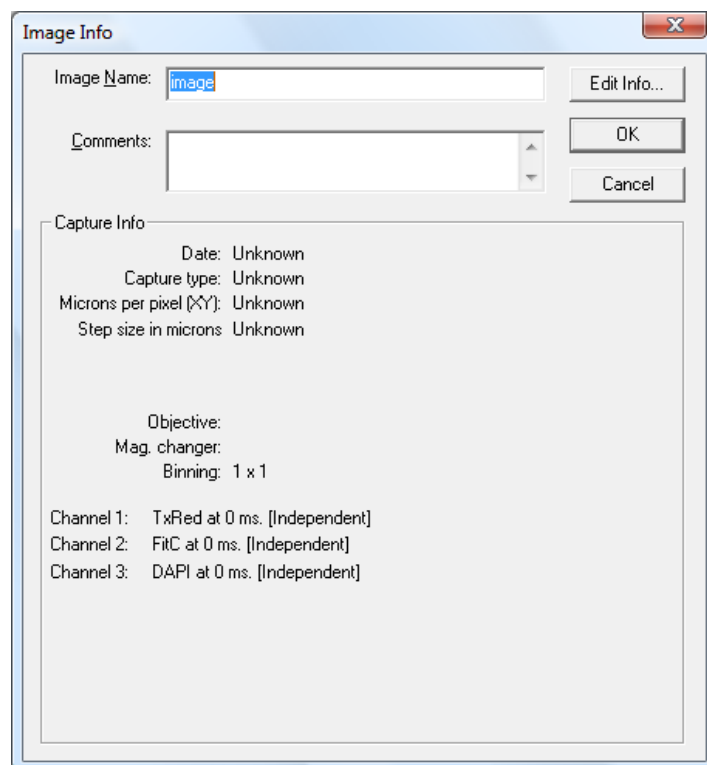 Image Info
Image Name: image
Edit Info...
Comments:
OK
Cancel
Capture Info
Date: Unknown
Capture type: Unknown
Microns per pixel (XY): Unknown
Step size in microns Unknown
Objective:
Mag. changer:
Binning: 1 x 1
Channel 1: TxRed at 0 ms. [Independent]
Channel 2: FitC at 0 ms. [Independent]
Channel 3: DAPI at 0 ms. [Independent]